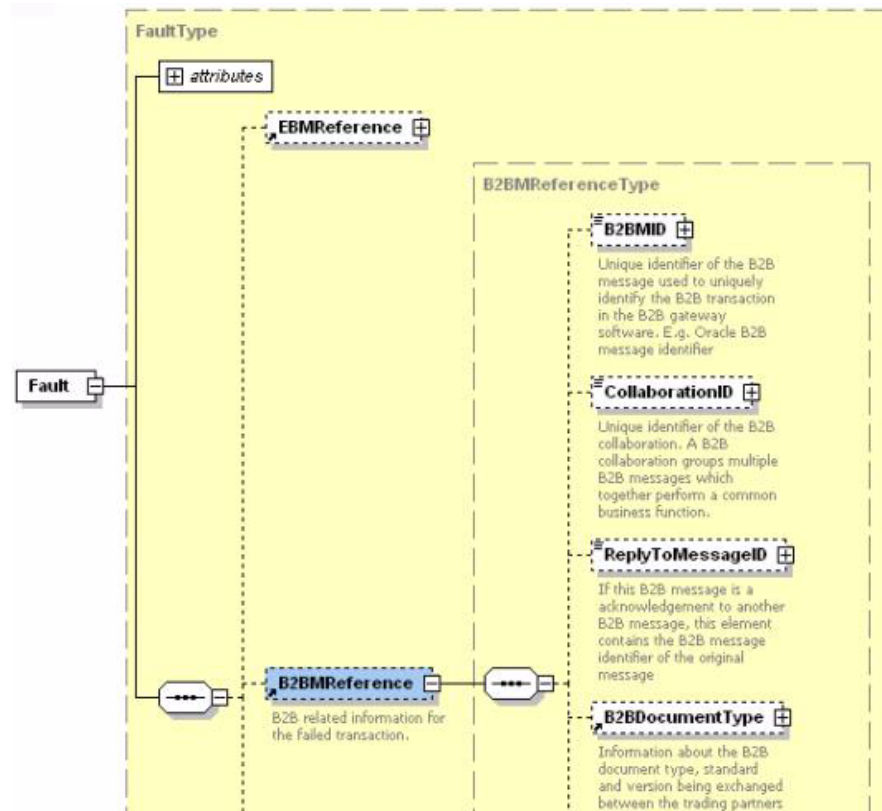 FaultType
attributes
EBMReference
B2BMReferenceType
B2BMID
Unique identifier of the B2B
message used to uniquely
identify the B2B transaction
in the B2B gateway
software. E.g. Oracle B2B
message identifier
Fault
CollaborationID
Unique identifier of the B2B
collaboration. A B2B
collaboration groups multiple
B2B messages which
together perform a common
business function.
ReplyToMessageID
If this B2B message is a
acknowledgement to another
B2B message, this element
contains the B2B message
identifier of the original
message
B2BMReference
B2B related information for
the failed transaction.
B2BDocumentType
Information about the B2B
document type, standard
and version being exchanged
between the trading partners